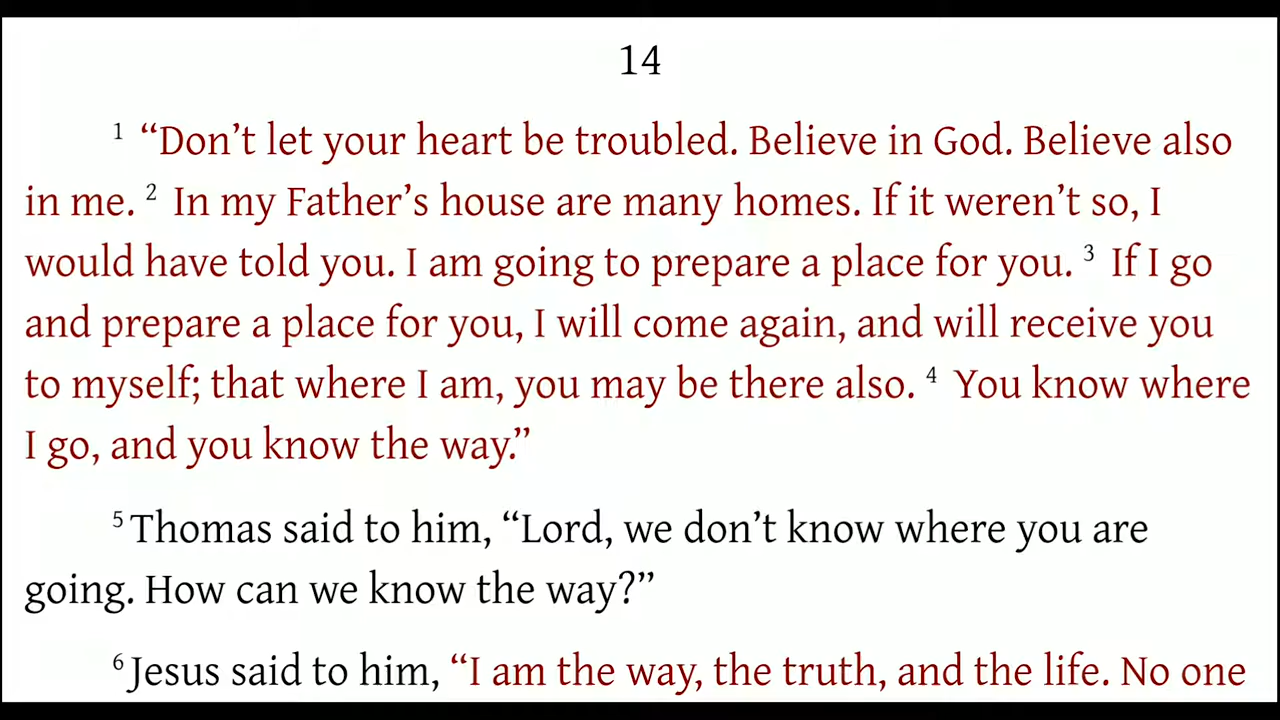 14
1 “Don’t let your heart be troubled. Believe in God. Believe also
in me. 2 In my Father’s house are many homes. If it weren’t so, I
would have told you. I am going to prepare a place for you. 3 If I go
and prepare a place for you, I will come again, and will receive you
to myself; that where I am, you may be there also. 4 You know where
I go, and you know the way.”
5 Thomas said to him, “Lord, we don’t know where you are
going. How can we know the way?”
6 Jesus said to him, “I am the way, the truth, and the life. No one